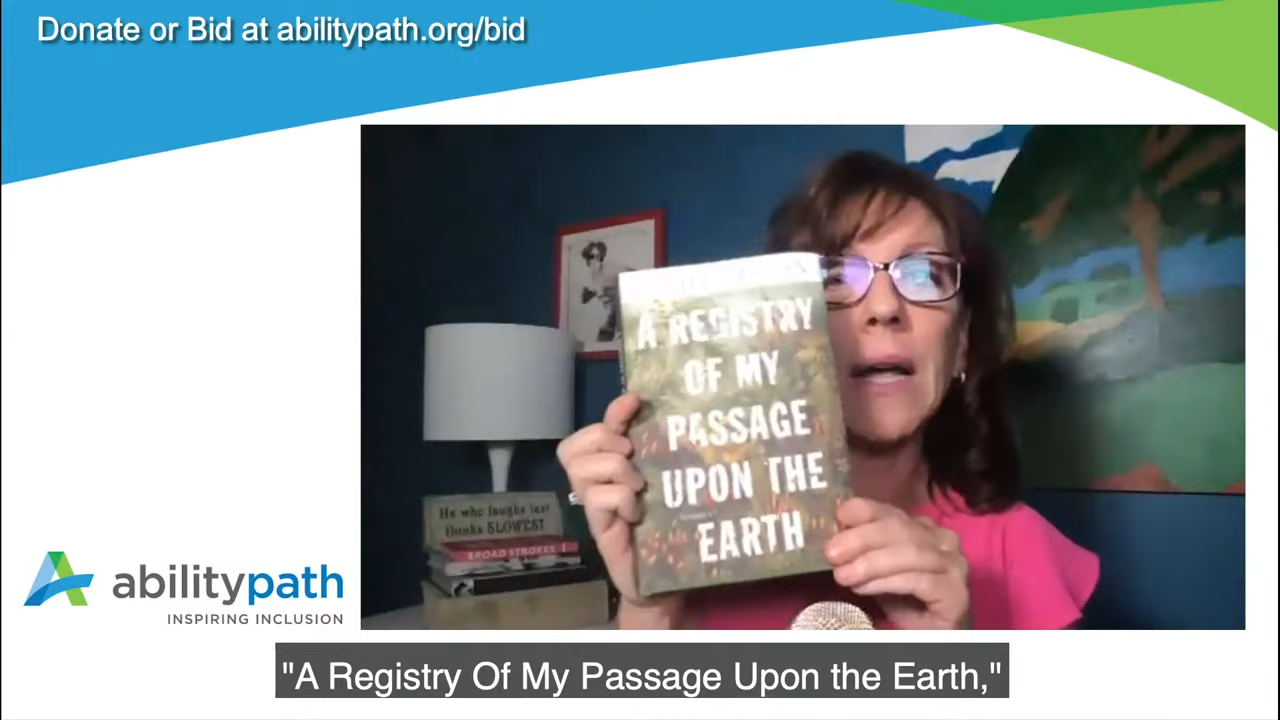 Donate or Bid at abilitypath.org/bid
A REGISTRY
OF MY
PASSAGE
UPON THE
EARTH
He who laughs last
thinks SLOWEST
BROAD STROKES
abilitypath
INSPIRING INCLUSION
"A Registry Of My Passage Upon the Earth,"